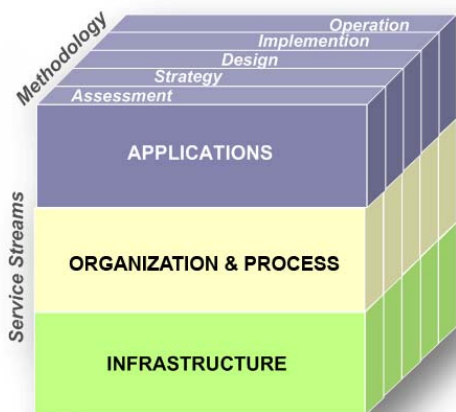 Methodology
Operation
Implemention
Design
Strategy
Assessment
Service Streams
APPLICATIONS
ORGANIZATION & PROCESS
INFRASTRUCTURE